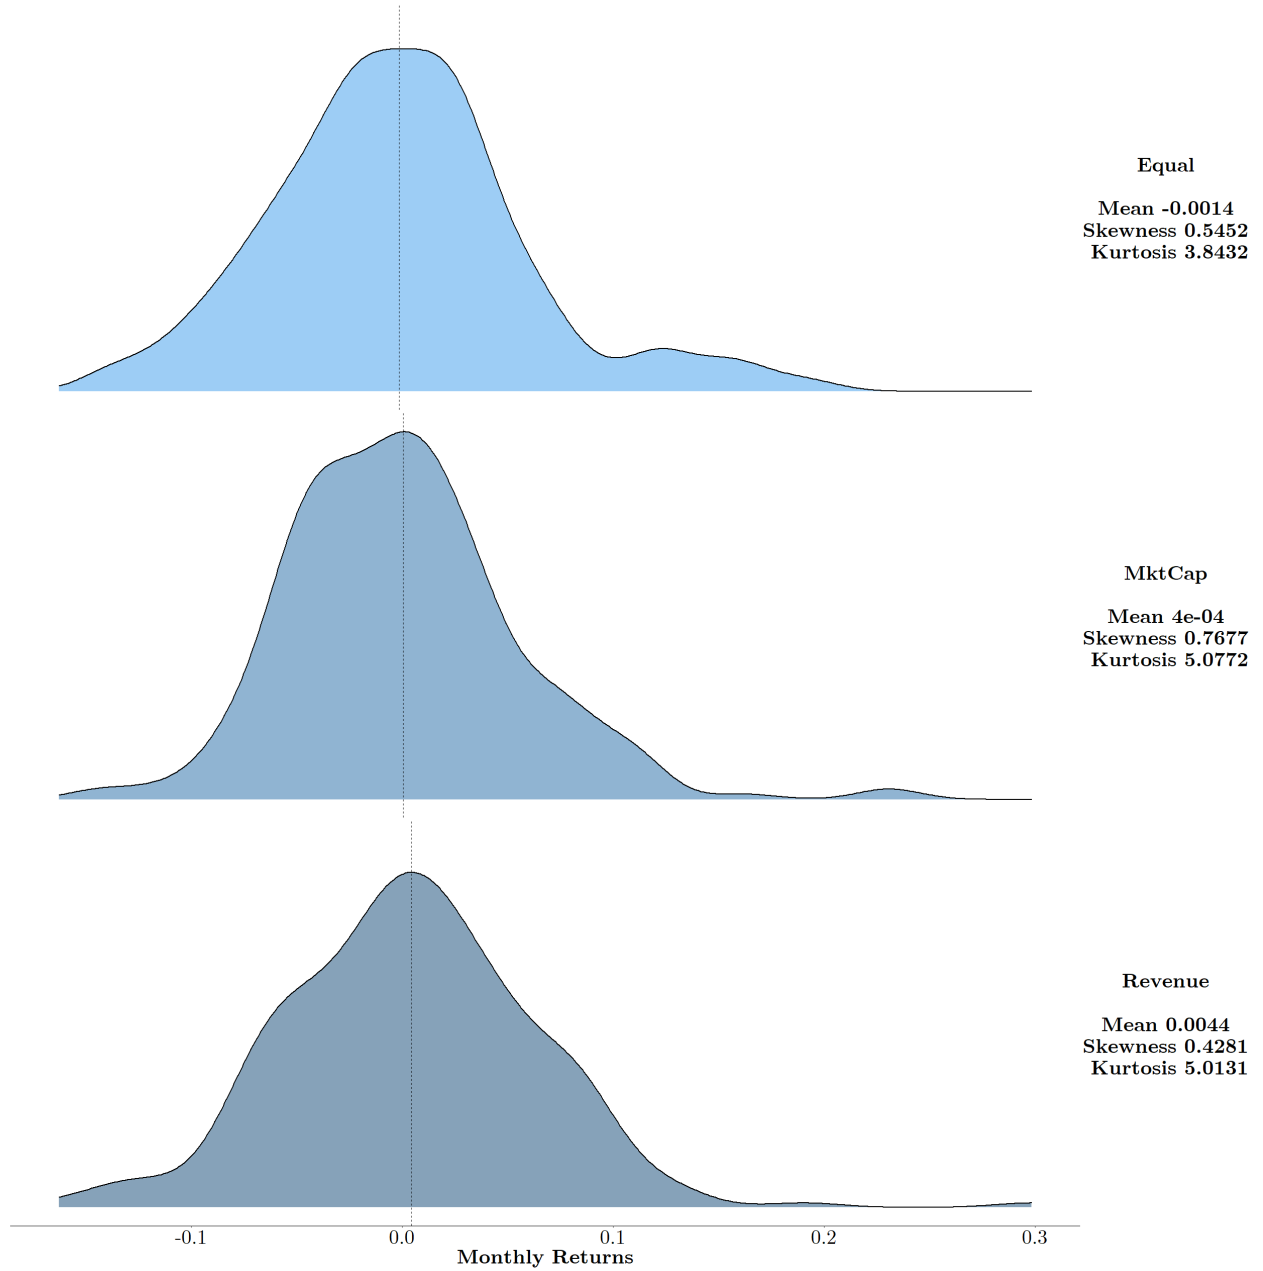 Equal
Mean -0.0014
Skewness 0.5452
Kurtosis 3.8432
MktCap
Mean 4e-04
Skewness 0.7677
Kurtosis 5.0772
Revenue
Mean 0.0044
Skewness 0.4281
Kurtosis 5.0131
-0.1 0.0 0.1 0.2 0.3
Monthly Returns